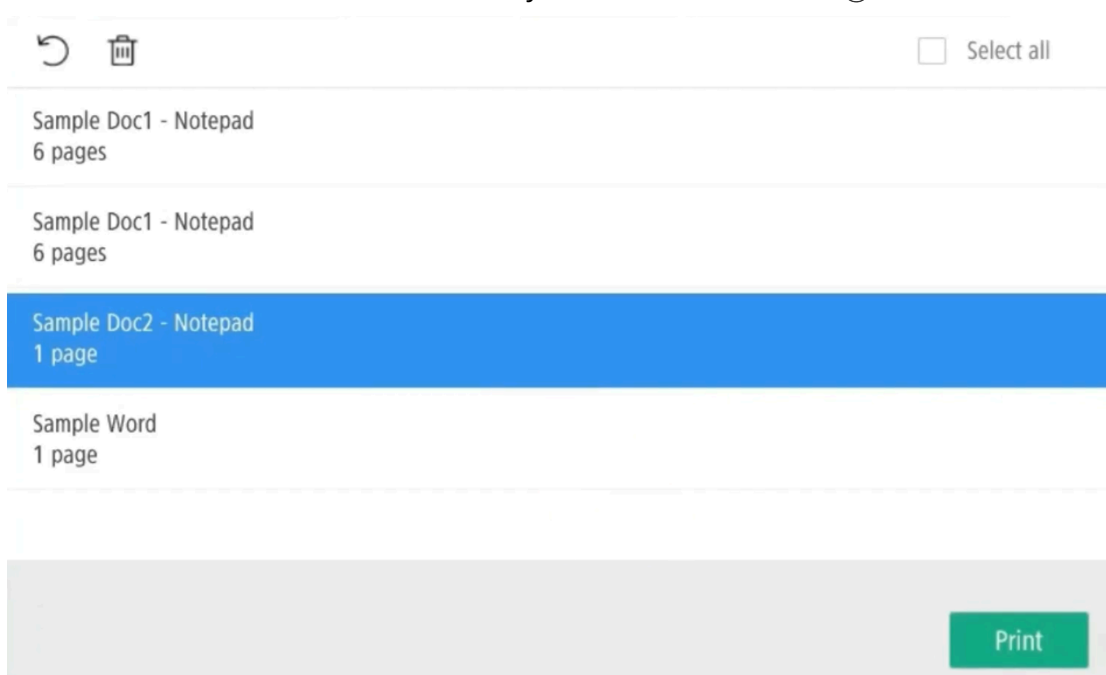 Select all
Sample Doc1 - Notepad
6 pages
Sample Doc1 - Notepad
6 pages
Sample Doc2 - Notepad
1 page
Sample Word
1 page
Print